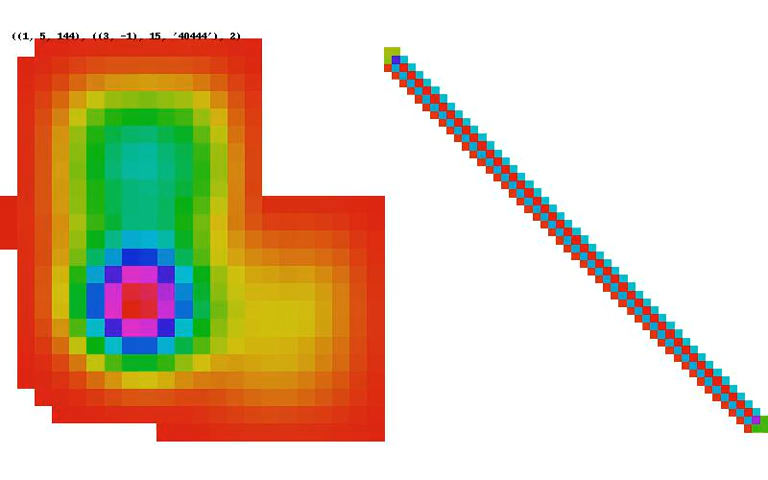 ((1, 5, 144), ((3, -1), 15, '40444'), 2)